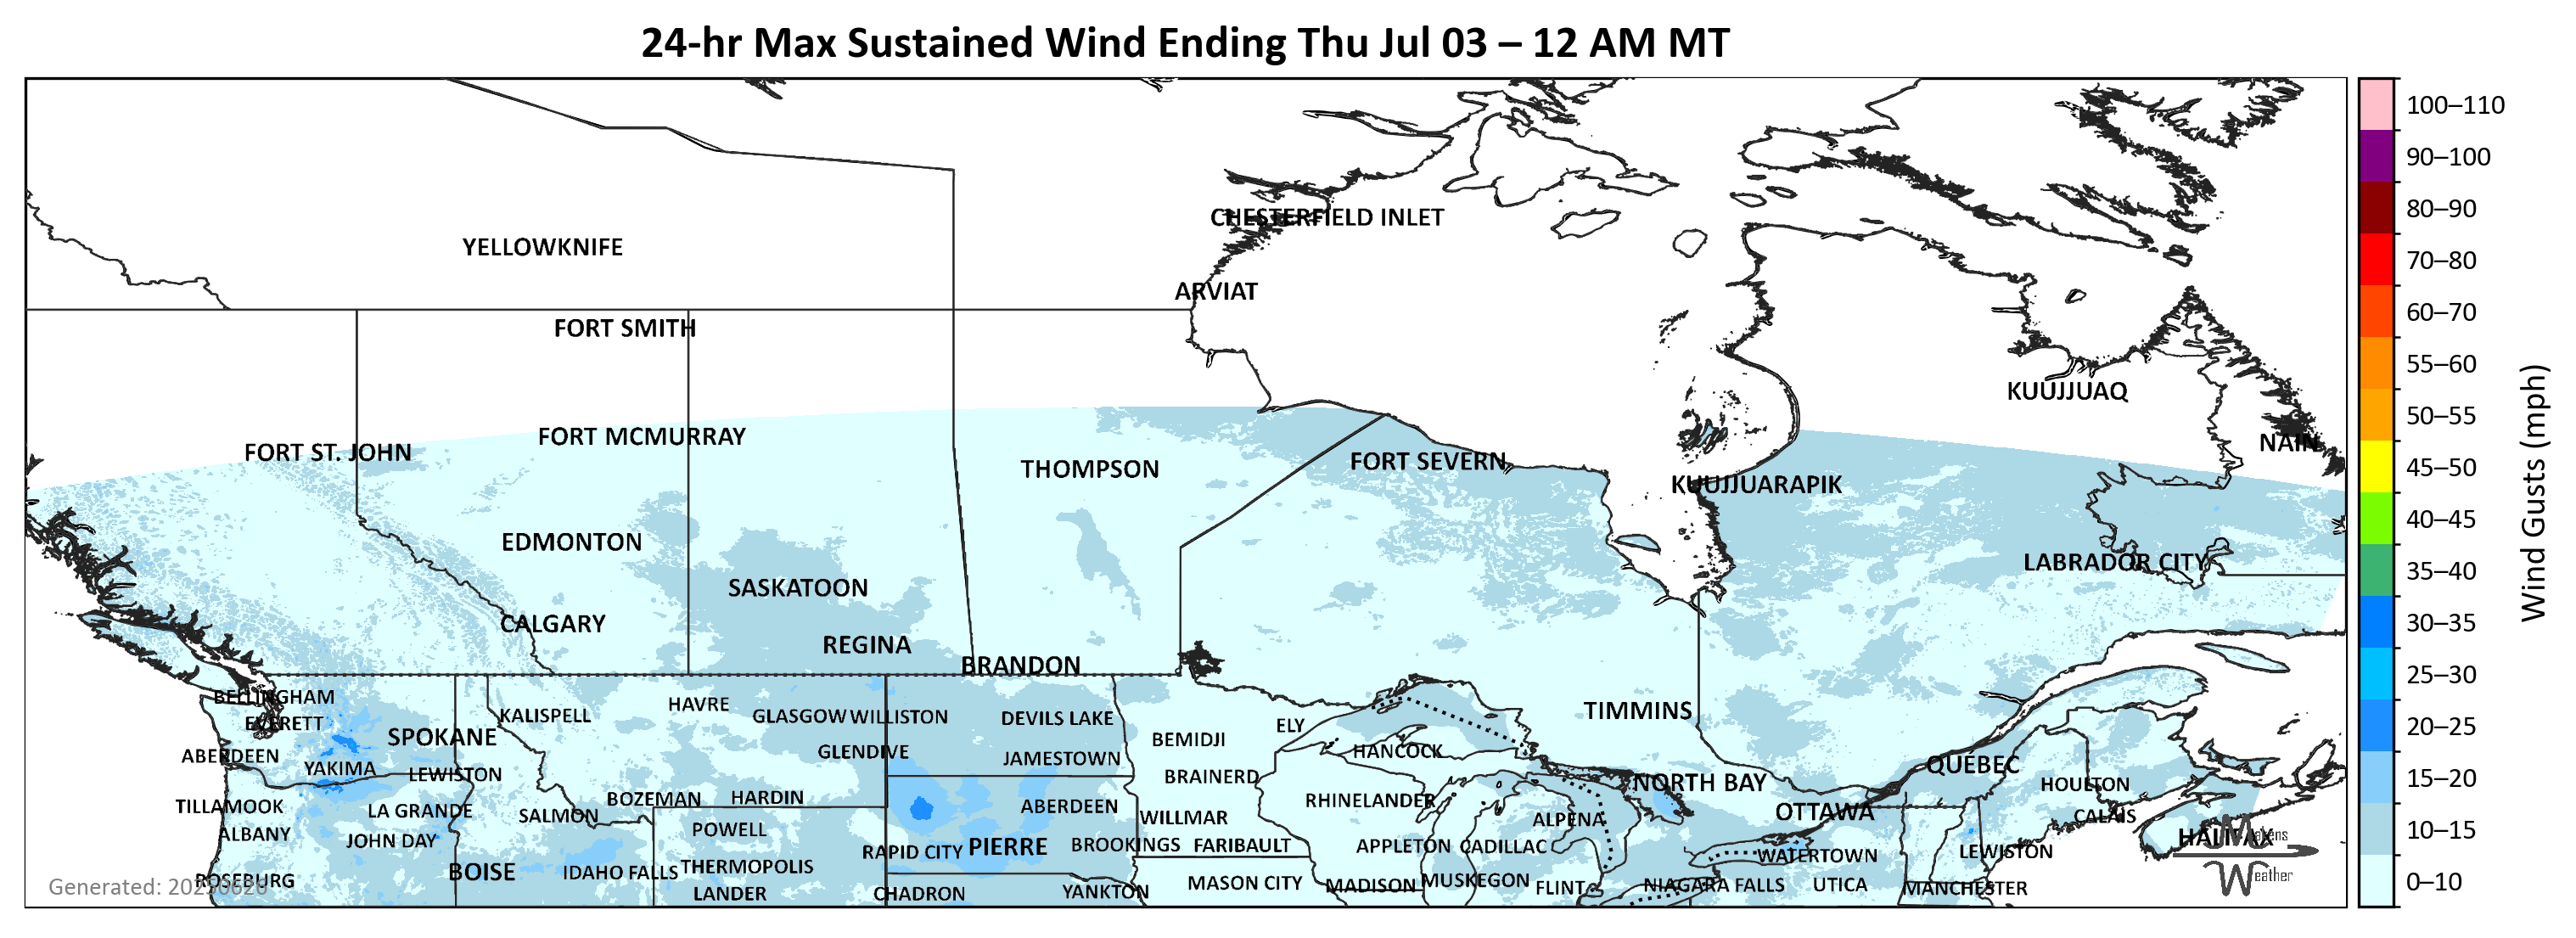 24-hr Max Sustained Wind Ending Thu Jul 03 – 12 AM MT
100–110
90–100
80–90
70–80
60–70
55–60
50–55
45–50
40–45
35–40
30–35
25–30
20–25
15–20
10–15
0–10
Wind Gusts (mph)
CHESTERFIELD INLET
YELLOWKNIFE
ARVIAT
FORT SMITH
KUUJJUAQ
FORT MCMURRAY
NAIN
FORT ST. JOHN
FORT SEVERN
THOMPSON
KUUJJUARAPIK
EDMONTON
LABRADOR CITY
SASKATOON
CALGARY
REGINA
BRANDON
BELLINGHAM
HAVRE
TIMMINS
KALISPELL
GLASGOW
WILLISTON
DEVILS LAKE
EVERETT
ELY
SPOKANE
BEMIDJI
GLENDIVE
HANCOCK
ABERDEEN
JAMESTOWN
QUÉBEC
YAKIMA
LEWISTON
BRAINERD
NORTH BAY
HOULTON
BOZEMAN
HARDIN
RHINELANDER
TILLAMOOK
ABERDEEN
LA GRANDE
SALMON
OTTAWA
CALAIS
WILLMAR
ALPENA
POWELL
ALBANY
HALIFAX
JOHN DAY
PIERRE
BROOKINGS
FARIBAULT
APPLETON
CADILLAC
RAPID CITY
LEWISTON
WATERTOWN
THERMOPOLIS
BOISE
IDAHO FALLS
ROSEBURG
MUSKEGON
MASON CITY
MADISON
FLINT
NIAGARA FALLS
UTICA
MANCHESTER
YANKTON
LANDER
CHADRON
Weather
Generated: 20250628